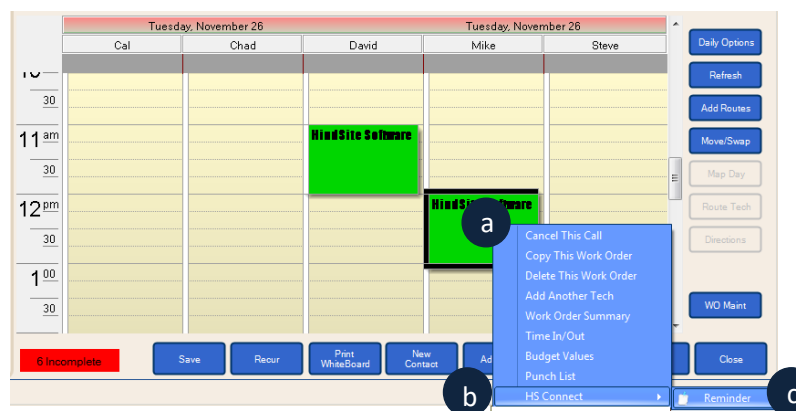 Tuesday, November 26 Tuesday, November 26
Cal Chad David Mike Steve
Daily Options
Refresh
30
Add Routes
11 am HindSite Software
Move/Swap
30
Map Day
12 pm HindSite Software
Route Tech
a
Cancel This Call
30
Directions
Copy This Work Order
1 00
Delete This Work Order
Add Another Tech
30
WO Maint
Work Order Summary
Time In/Out
6 Incomplete Save Recur Print WhiteBoard New Contact Ad Budget Values Close
Punch List
b HS Connect Reminder